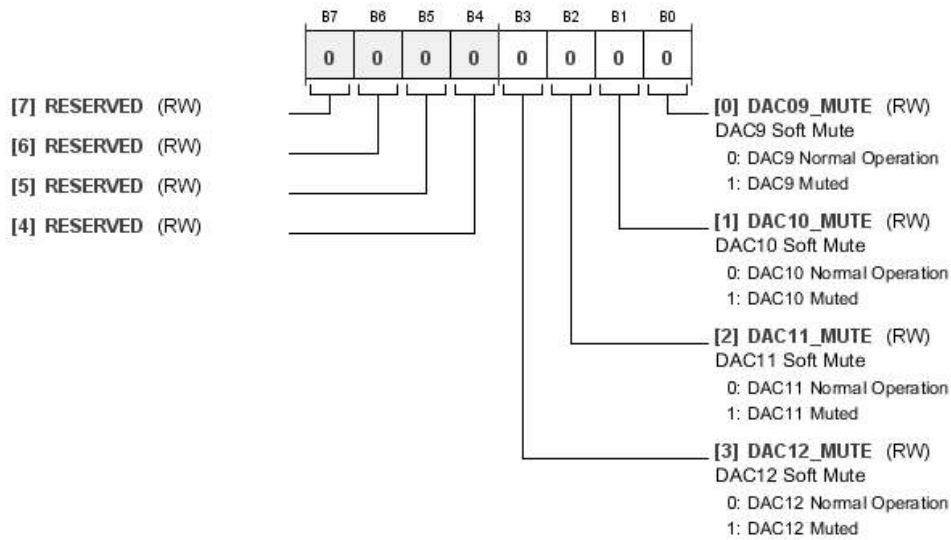 B7 B6 B5 B4 B3 B2 B1 B0
0 0 0 0 0 0 0 0
[7] RESERVED (RW)
[6] RESERVED (RW)
[5] RESERVED (RW)
[4] RESERVED (RW)
[0] DAC09_MUTE (RW)
DAC9 Soft Mute
0: DAC9 Normal Operation
1: DAC9 Muted
[1] DAC10_MUTE (RW)
DAC10 Soft Mute
0: DAC10 Normal Operation
1: DAC10 Muted
[2] DAC11_MUTE (RW)
DAC11 Soft Mute
0: DAC11 Normal Operation
1: DAC11 Muted
[3] DAC12_MUTE (RW)
DAC12 Soft Mute
0: DAC12 Normal Operation
1: DAC12 Muted